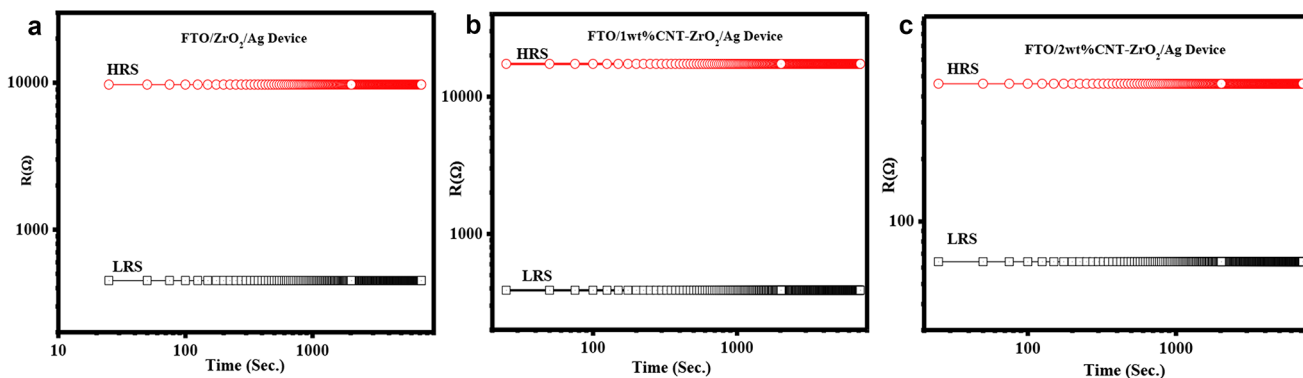 a
FTO/ZrO₂/Ag Device
HRS
10000
R(Ω)
1000
LRS
10
100
1000
Time (Sec.)
b
FTO/1wt%CNT-ZrO₂/Ag Device
HRS
10000
R(Ω)
1000
LRS
100
1000
Time (Sec.)
c
FTO/2wt%CNT-ZrO₂/Ag Device
HRS
R(Ω)
100
LRS
100
1000
Time (Sec.)